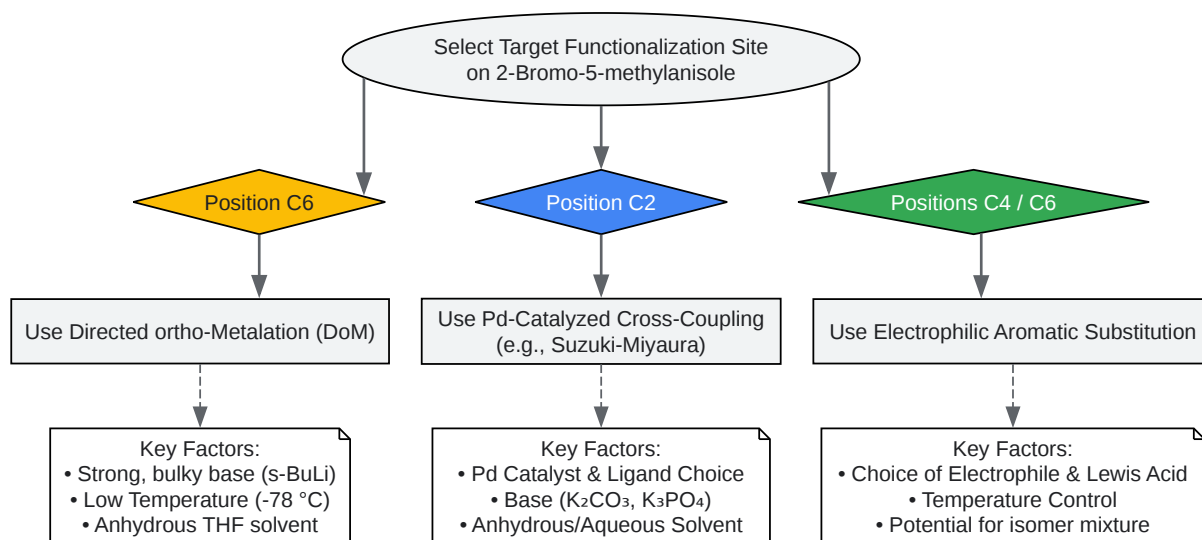 Select Target Functionalization Site
on 2-Bromo-5-methylanisole
Position C6
Position C2
Positions C4 / C6
Use Directed ortho-Metalation (DoM)
Use Pd-Catalyzed Cross-Coupling
(e.g., Suzuki-Miyaura)
Use Electrophilic Aromatic Substitution
Key Factors:
• Strong, bulky base (s-BuLi)
• Low Temperature (-78 °C)
• Anhydrous THF solvent
Key Factors:
• Pd Catalyst & Ligand Choice
• Base (K₂CO₃, K₃PO₄)
• Anhydrous/Aqueous Solvent
Key Factors:
• Choice of Electrophile & Lewis Acid
• Temperature Control
• Potential for isomer mixture